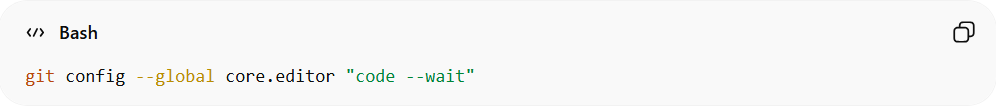 Bash
git config --global core.editor "code --wait"